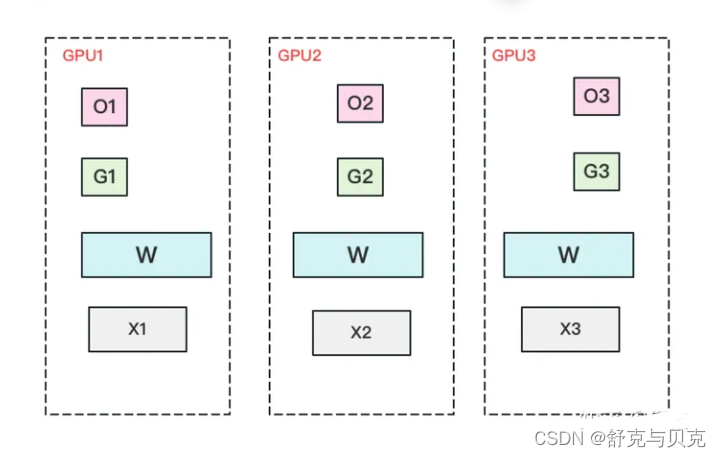 GPU1 GPU2 GPU3
O1 O2 O3
G1 G2 G3
W W W
X1 X2 X3
CSDN @舒克与贝克